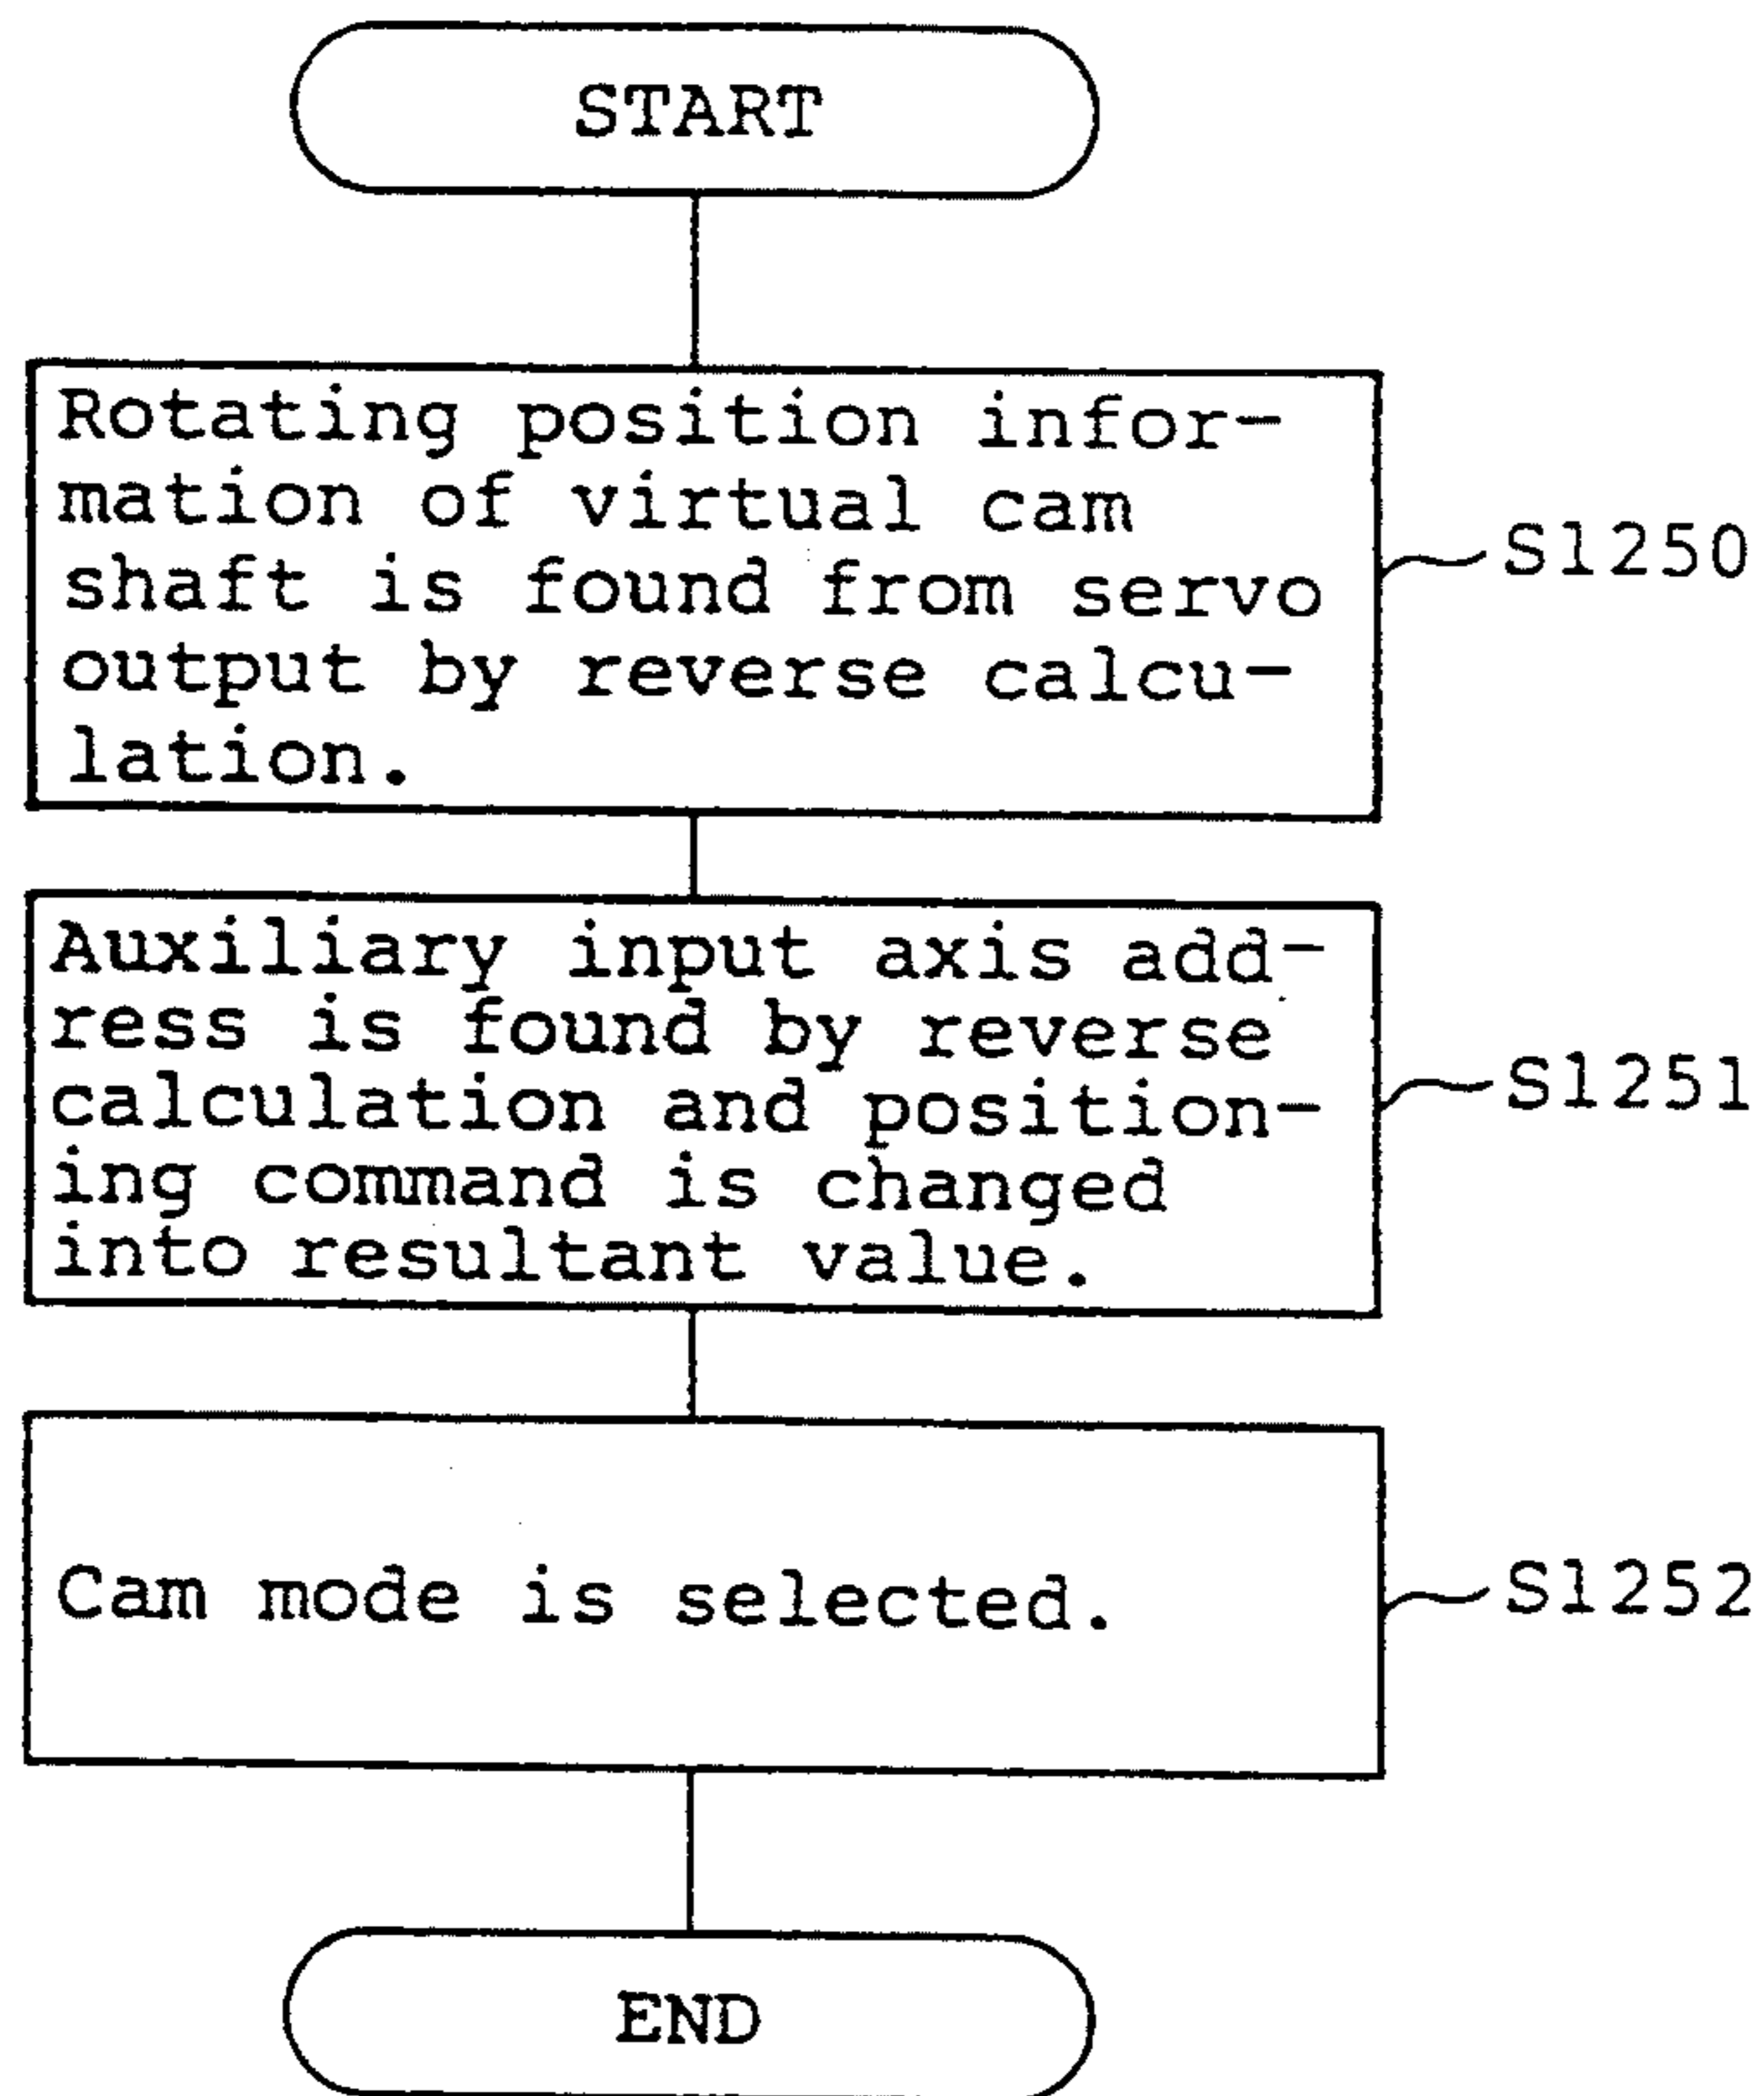 START
Rotating position infor-
mation of virtual cam
shaft is found from servo
output by reverse calcu-
lation.
S1250
Auxiliary input axis add-
ress is found by reverse
calculation and position-
ing command is changed
into resultant value.
S1251
Cam mode is selected.
S1252
END